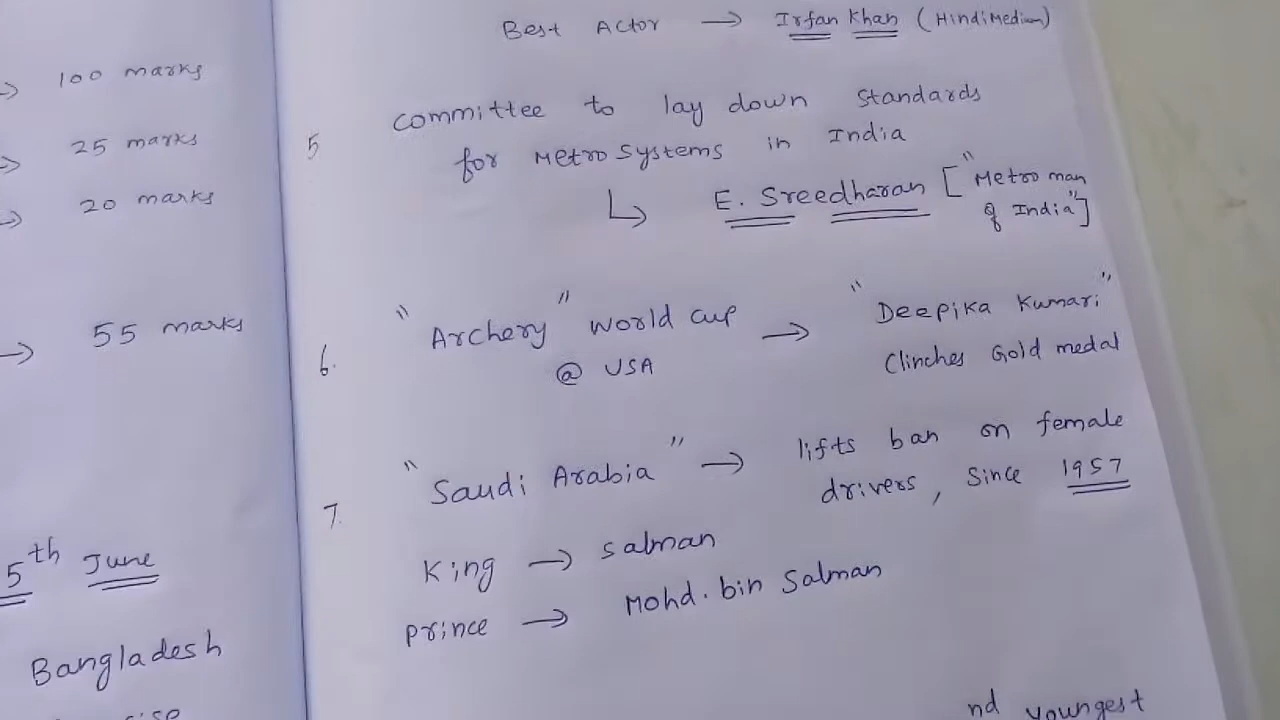 → 100 marks
→ 25 marks
→ 20 marks
→ 55 marks
5th June
Bangladesh
Best Actor → Irfan Khan (Hindi Medium)
5 committee to lay down standards
for Metro systems in India
↳ E. Sreedharan ["Metro man
of India"]
6. "Archery" world cup → "Deepika Kumari"
@ USA Clinches Gold medal
7. "Saudi Arabia" → lifts ban on female
drivers, since 1957
King → salman
prince → Mohd. bin Salman
nd youngest